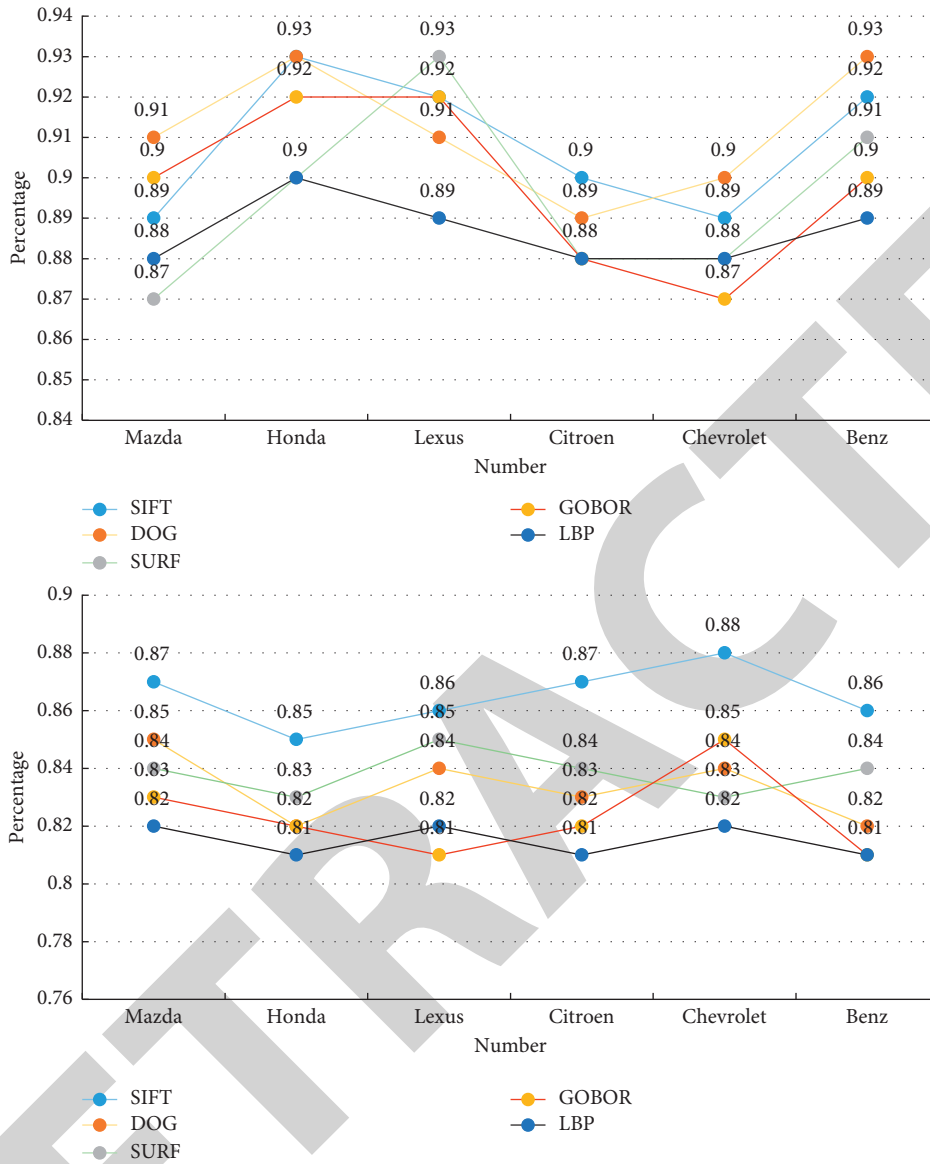 0.94
0.93 0.93 0.93
0.93
0.92 0.92 0.92
0.92
0.91 0.91 0.91
0.91
0.9 0.9 0.9 0.9 0.9
0.9
0.89 0.89 0.89 0.89 0.89
0.89
0.88 0.88 0.88
0.88
0.87 0.87
0.87
0.86
0.85
0.84
Percentage
Mazda Honda Lexus Citroen Chevrolet Benz
Number
SIFT GOBOR
DOG LBP
SURF
0.9
0.88
0.88
0.87 0.87
0.86 0.86
0.86
0.85 0.85 0.85 0.85
0.84 0.84 0.84 0.84 0.84
0.84
0.83 0.83 0.83 0.83
0.82 0.82 0.82 0.82 0.82 0.82
0.82
0.81 0.81 0.81 0.81
0.8
0.78
0.76
Percentage
Mazda Honda Lexus Citroen Chevrolet Benz
Number
SIFT GOBOR
DOG LBP
SURF
ETRACTE